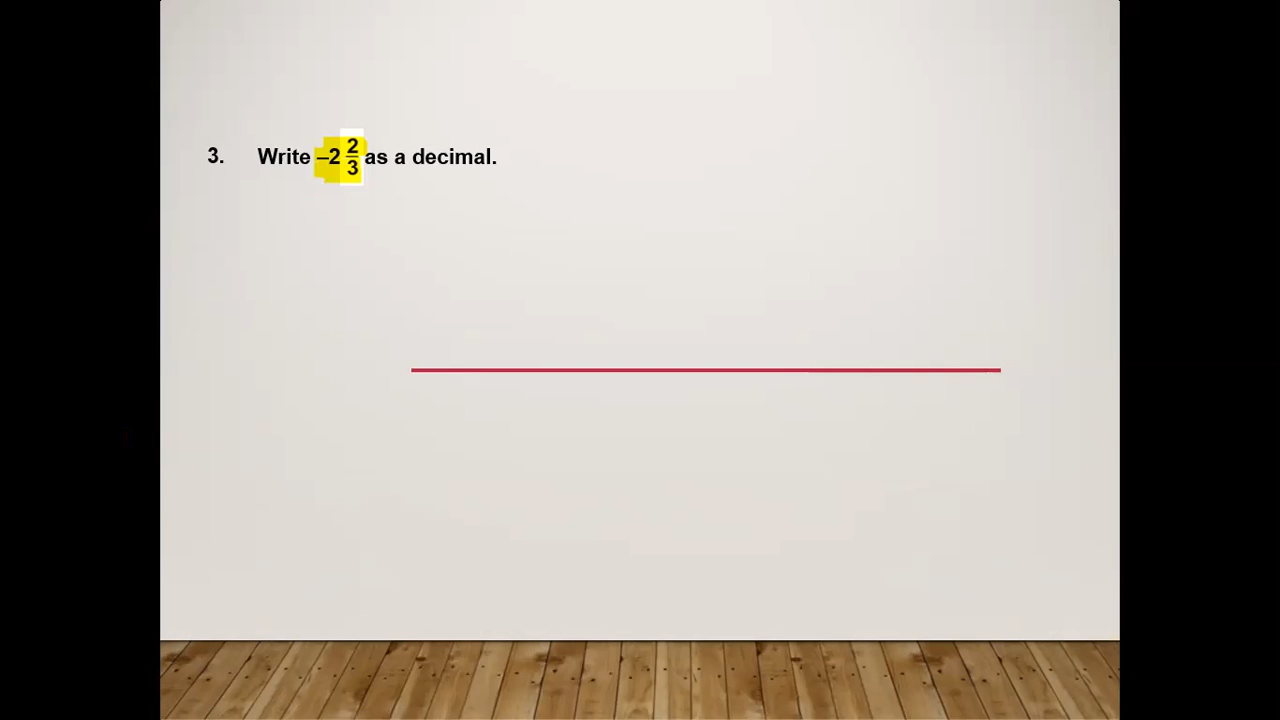 3. Write –2 2/3 as a decimal.